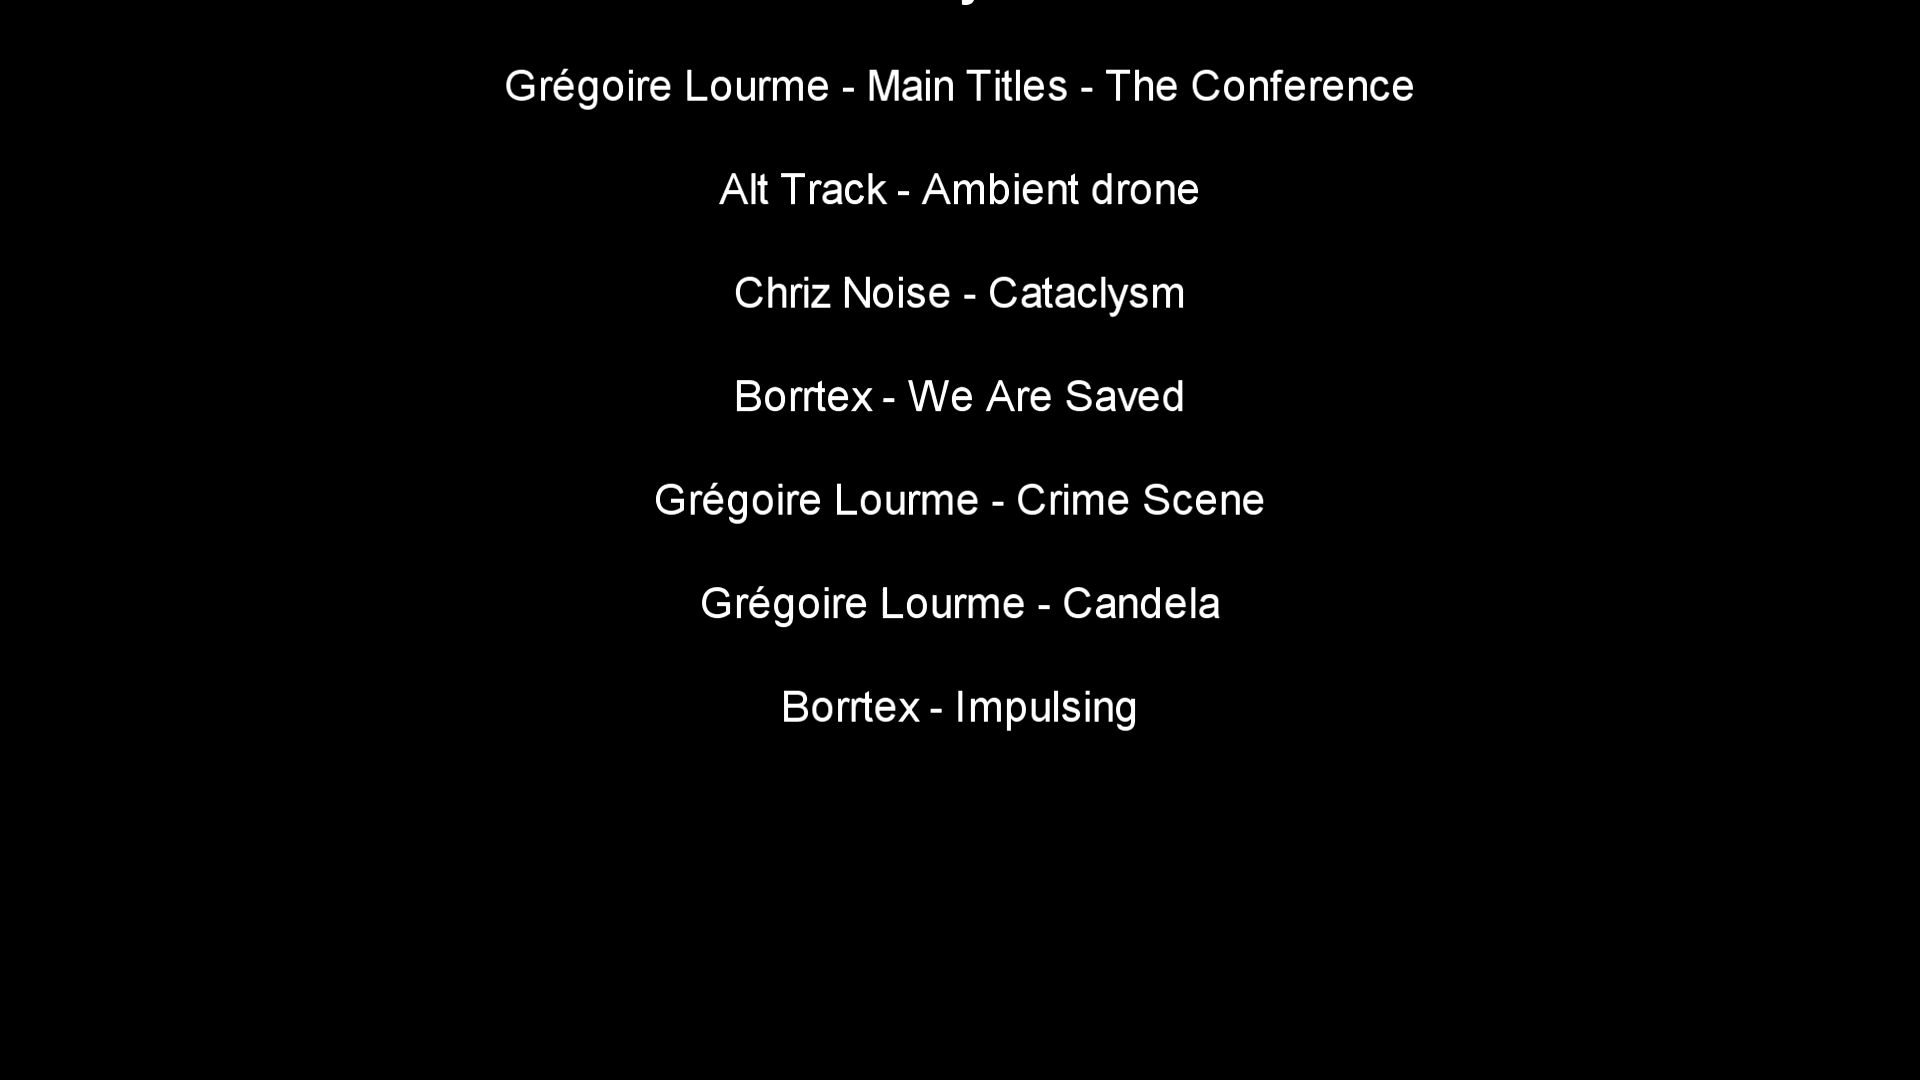 Grégoire Lourme - Main Titles - The Conference
Alt Track - Ambient drone
Chriz Noise - Cataclysm
Borrtex - We Are Saved
Grégoire Lourme - Crime Scene
Grégoire Lourme - Candela
Borrtex - Impulsing